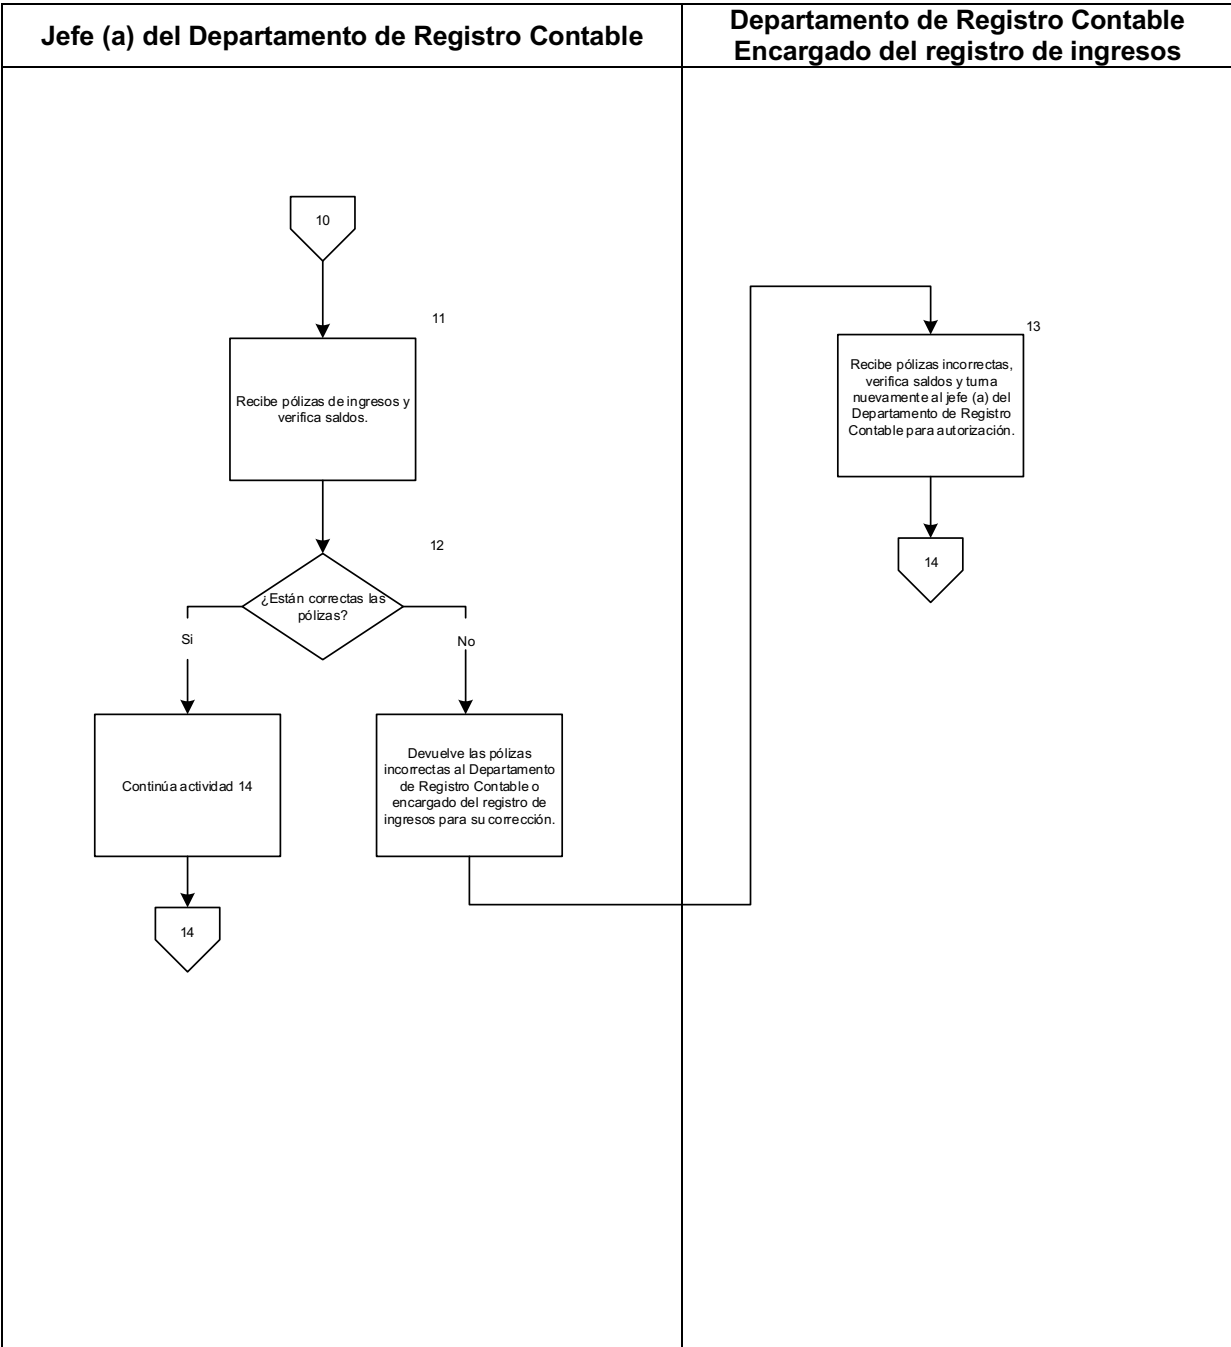 Jefe (a) del Departamento de Registro Contable
Departamento de Registro Contable
Encargado del registro de ingresos
10
11
Recibe pólizas de ingresos y
verifica saldos.
12
¿Están correctas las
pólizas?
Si
No
Continúa actividad 14
Devuelve las pólizas
incorrectas al Departamento
de Registro Contable o
encargado del registro de
ingresos para su corrección.
14
13
Recibe pólizas incorrectas,
verifica saldos y turna
nuevamente al jefe (a) del
Departamento de Registro
Contable para autorización.
14